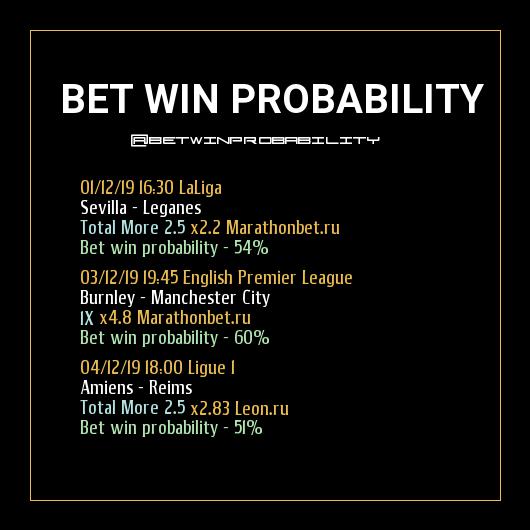 BET WIN PROBABILITY
@BETWINPROBABILITY
01/12/19 16:30 LaLiga
Sevilla - Leganes
Total More 2.5 x2.2 Marathonbet.ru
Bet win probability - 54%
03/12/19 19:45 English Premier League
Burnley - Manchester City
1X x4.8 Marathonbet.ru
Bet win probability - 60%
04/12/19 18:00 Ligue 1
Amiens - Reims
Total More 2.5 x2.83 Leon.ru
Bet win probability - 51%